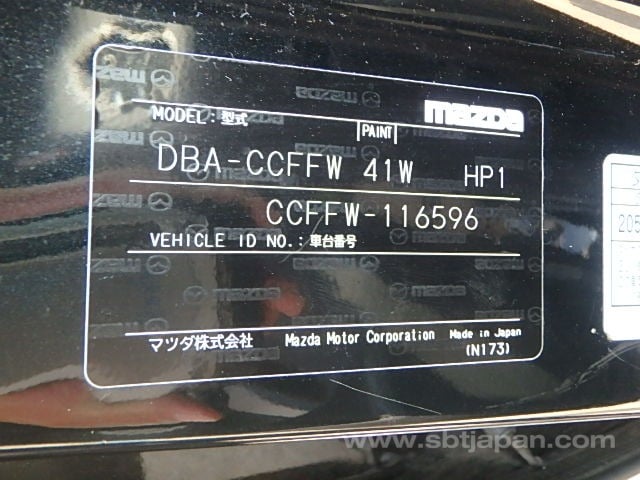 mazda
MODEL : 型式 PAINT
DBA-CCFFW 41W HP1
CCFFW-116596
VEHICLE ID NO. : 車台番号
マツダ株式会社 Mazda Motor Corporation Made in Japan
(N173)
205
www.sbtjapan.com